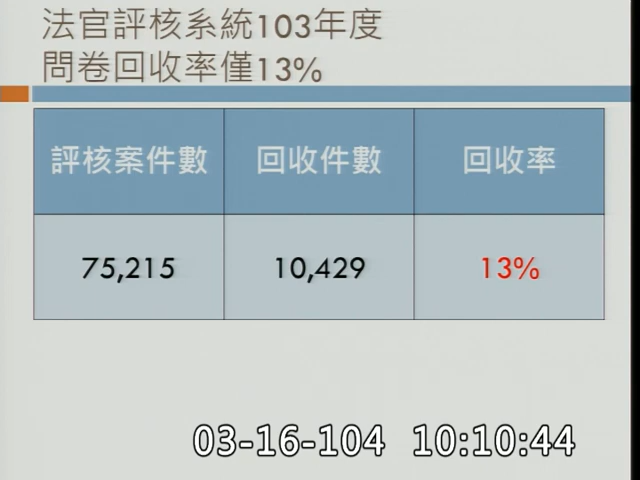 法官評核系統103年度
問卷回收率僅13%
評核案件數 回收件數 回收率
75,215 10,429 13%
03-16-104 10:10:44